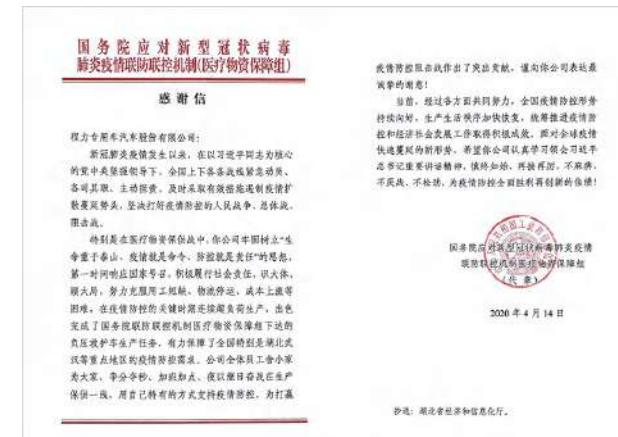 国务院应对新型冠状病毒
肺炎疫情联防联控机制(医疗物资保障组)
感谢信
程力专用车汽车股份有限公司：
新冠肺炎疫情发生以来，在以习近平同志为核心
的党中央坚强领导下，全国上下各条战线紧急动员、
各司其职、主动担责，及时采取有效措施遏制疫情扩
散蔓延势头，坚决打好疫情防控的人民战争、总体战、
阻击战。
特别是在医疗物资保供战中，你公司牢固树立“生
命重于泰山、疫情就是命令、防控就是责任”的思想，
第一时间响应国家号召，积极履行社会责任，识大体、
顾大局，努力克服用工短缺、物流停运、成本上涨等
困难，在疫情防控的关键时期连续超负荷生产，出色
完成了国务院联防联控机制医疗物资保障组下达的
负压救护车生产任务，有力保障了全国特别是湖北武
汉等重点地区的疫情防控需求。公司全体员工舍小家
为大家，争分夺秒、加班加点、夜以继日奋战在生产
保供一线，用自己特有的方式支持疫情防控，为打赢
疫情防控阻击战作出了突出贡献，谨向你公司表达最
诚挚的谢意！
当前，经过各方面共同努力，全国疫情防控形势
持续向好，生产生活秩序加快恢复，统筹推进疫情防
控和经济社会发展工作取得积极成效。面对全球疫情
快速蔓延的新形势，希望你公司认真学习领会习近平
总书记重要讲话精神，慎终如始、再接再厉，不麻痹、
不厌战、不松劲，为疫情防控全面胜利再创新的佳绩！
国务院应对新型冠状病毒肺炎疫情
联防联控机制医疗物资保障组
（代章）
2020 年 4 月 14 日
抄送：湖北省经济和信息化厅。